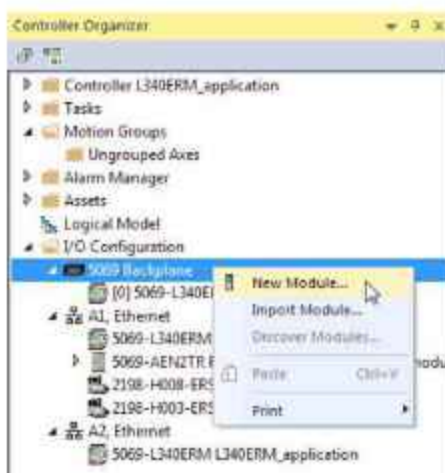 Controller Organizer
Controller L340ERM_application
Tasks
Motion Groups
Ungrouped Axes
Alarm Manager
Assets
Logical Model
I/O Configuration
5069 Backplane
New Module...
[0] 5069-L340E
Import Module...
A1, Ethernet
Discover Modules...
5069-L340ERM
5069-AEN2TR
modu
Paste Ctrl+V
2198-H008-ERS
2198-H003-ERS
Print
A2, Ethernet
5069-L340ERM L340ERM_application